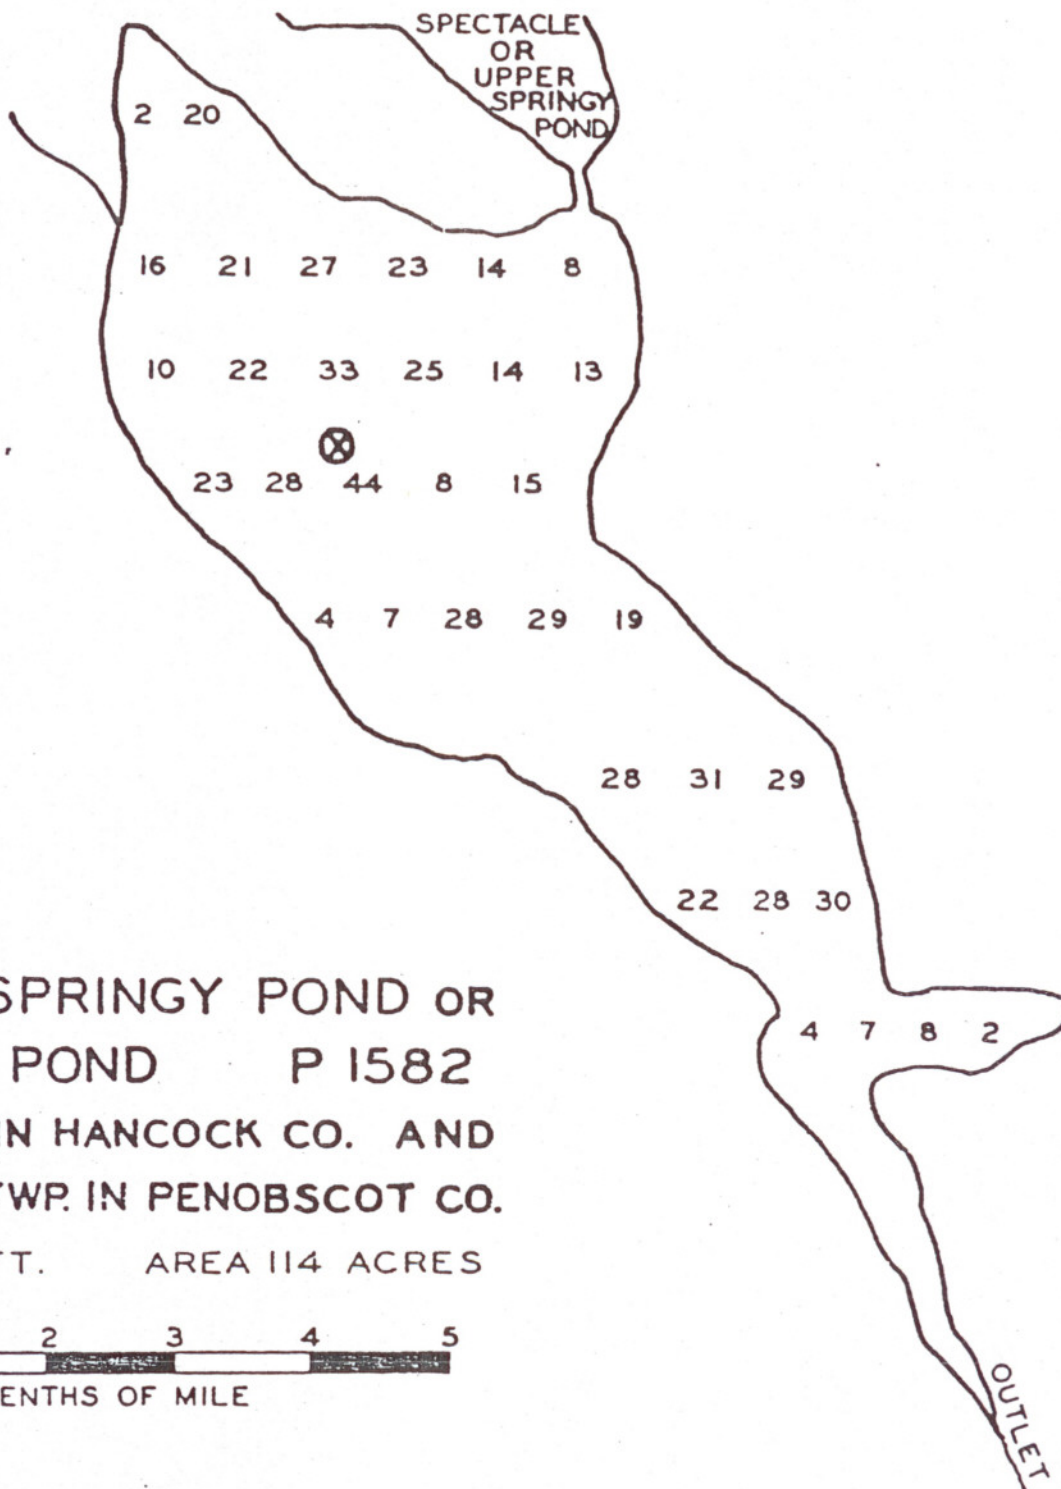 SPECTACLE
OR
UPPER
SPRINGY
POND
2 20
16 21 27 23 14 8
10 22 33 25 14 13
23 28 44 8 15
4 7 28 29 19
28 31 29
22 28 30
4 7 8 2
SPRINGY POND OR
POND P 1582
IN HANCOCK CO. AND
TWP. IN PENOBSCOT CO.
FT. AREA 114 ACRES
2 3 4 5
TENTHS OF MILE
OUTLET